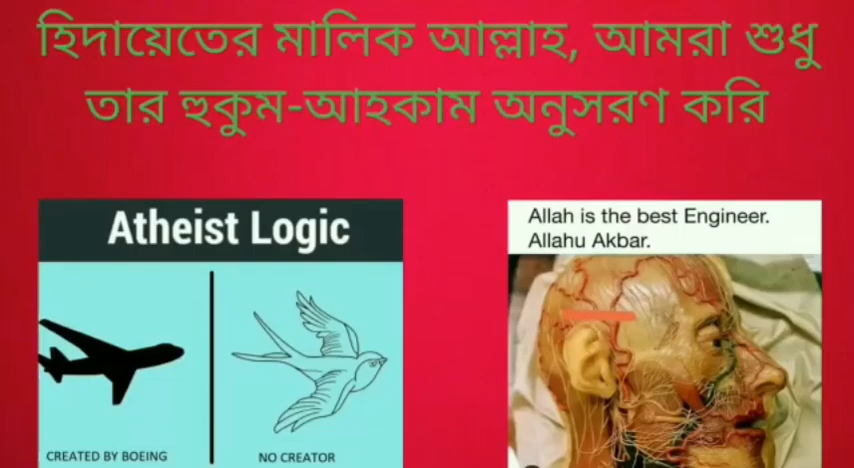 হিদায়েতের মালিক আল্লাহ, আমরা শুধু
তার হুকুম-আহকাম অনুসরণ করি
Atheist Logic
CREATED BY BOEING
NO CREATOR
Allah is the best Engineer.
Allahu Akbar.